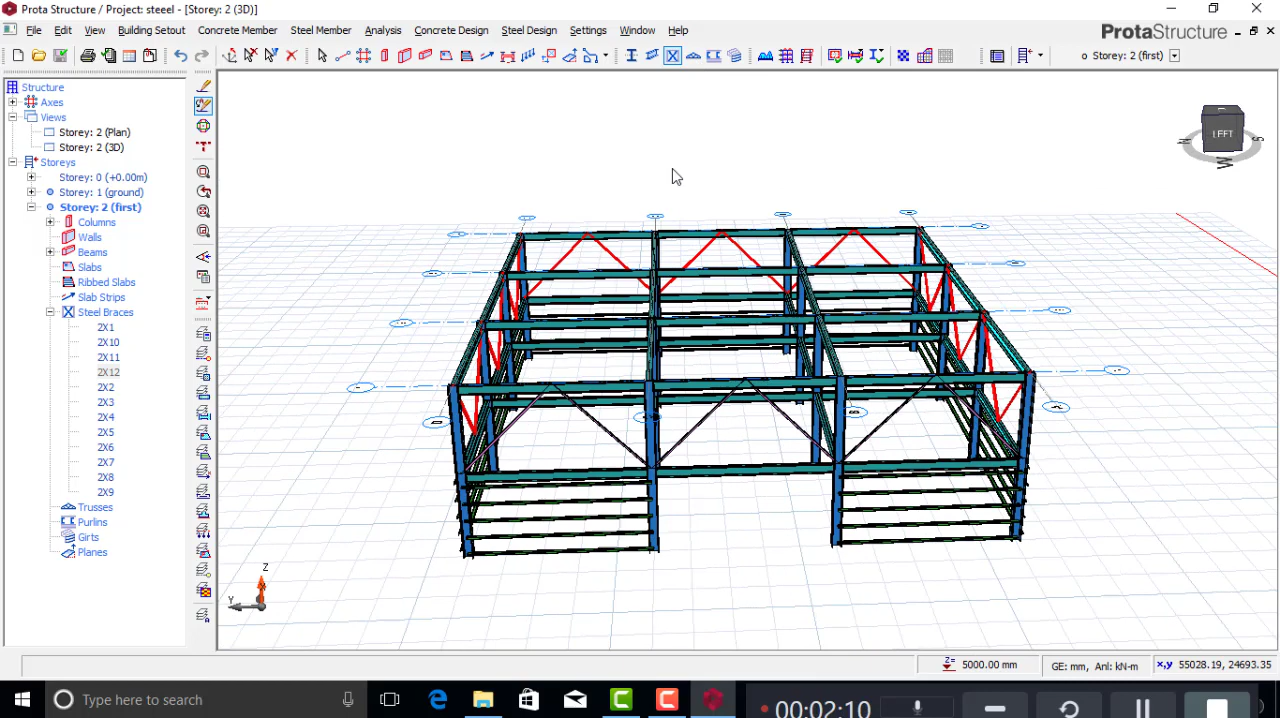 Prota Structure / Project: steeel - [Storey: 2 (3D)]
File Edit View Building Setout Concrete Member Steel Member Analysis Concrete Design Steel Design Settings Window Help
ProtaStructure
o Storey: 2 (first)
Structure
Axes
Views
Storey: 2 (Plan)
Storey: 2 (3D)
Storeys
Storey: 0 (+0.00m)
Storey: 1 (ground)
Storey: 2 (first)
Columns
Walls
Beams
Slabs
Ribbed Slabs
Slab Strips
Steel Braces
2X1
2X10
2X11
2X12
2X2
2X3
2X4
2X5
2X6
2X7
2X8
2X9
Trusses
Purlins
Girts
Planes
LEFT
W
Z
Y
Z= 5000.00 mm
GE: mm, Anl: kN-m
x,y 55028.19, 24693.35
Type here to search
00:02:10